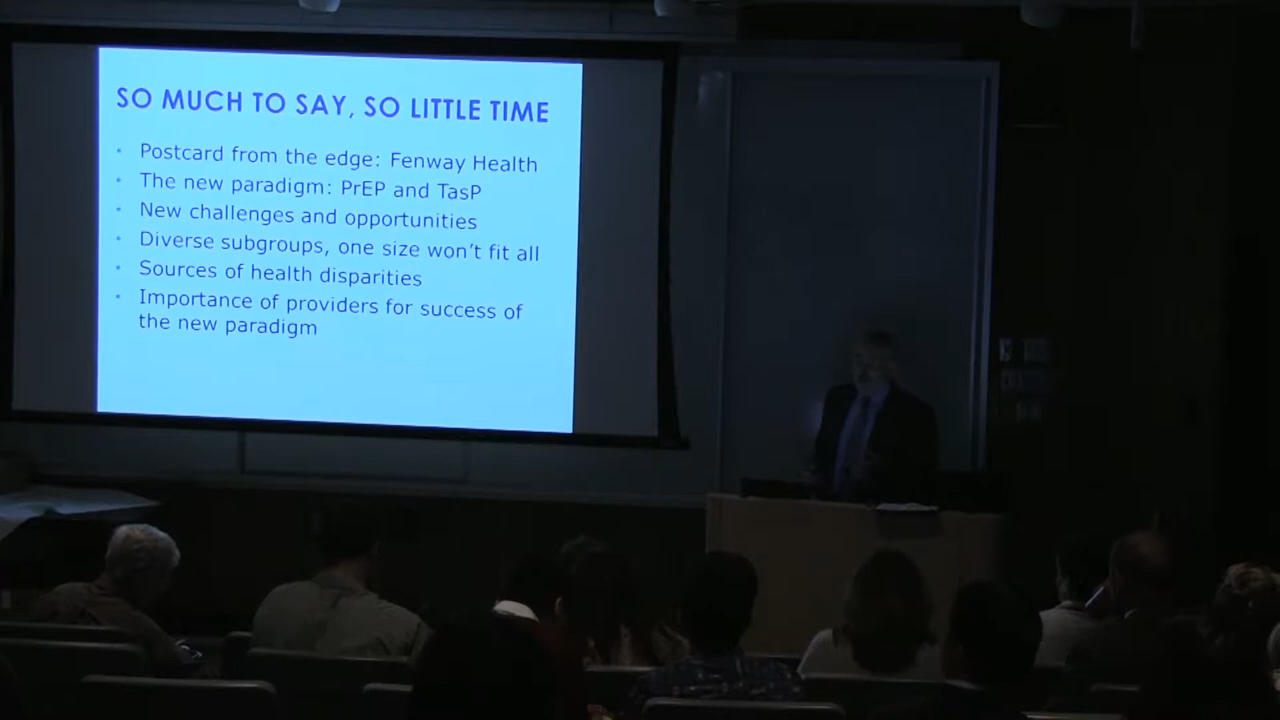 SO MUCH TO SAY, SO LITTLE TIME
• Postcard from the edge: Fenway Health
• The new paradigm: PrEP and TasP
• New challenges and opportunities
• Diverse subgroups, one size won't fit all
• Sources of health disparities
• Importance of providers for success of
the new paradigm